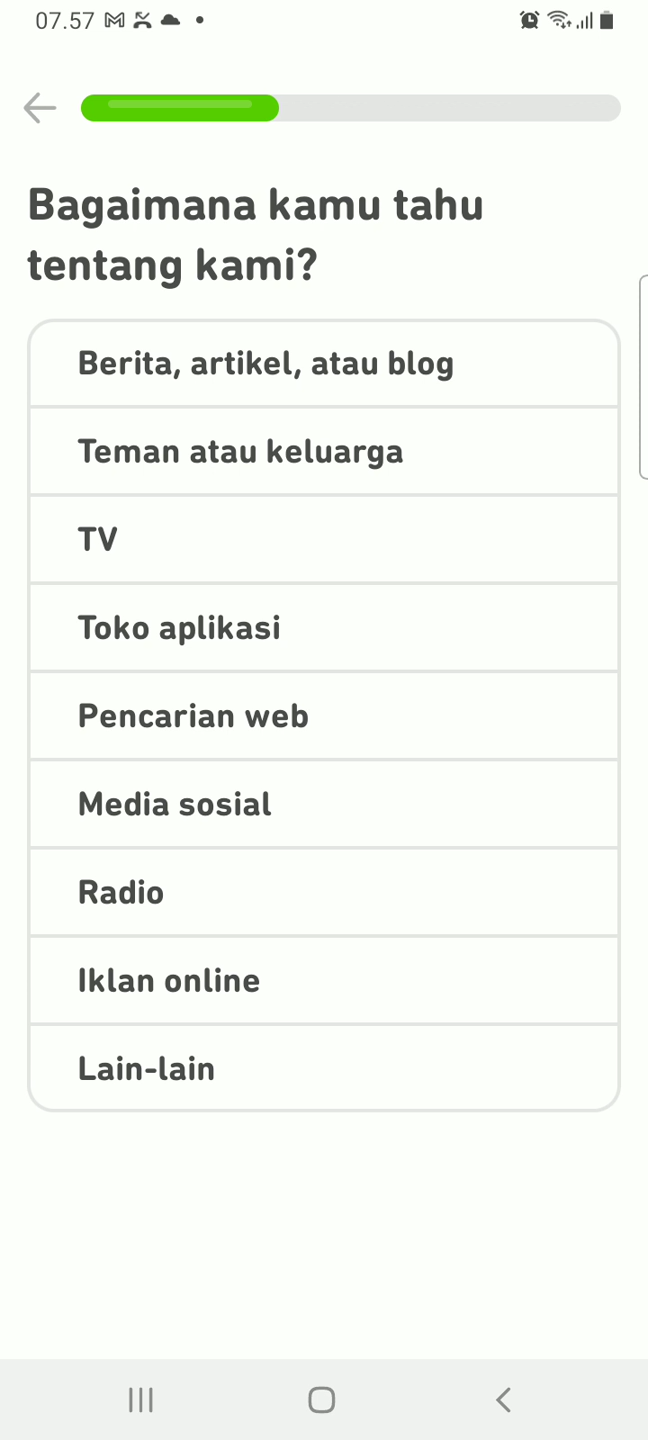 07.57
Bagaimana kamu tahu
tentang kami?
Berita, artikel, atau blog
Teman atau keluarga
TV
Toko aplikasi
Pencarian web
Media sosial
Radio
Iklan online
Lain-lain